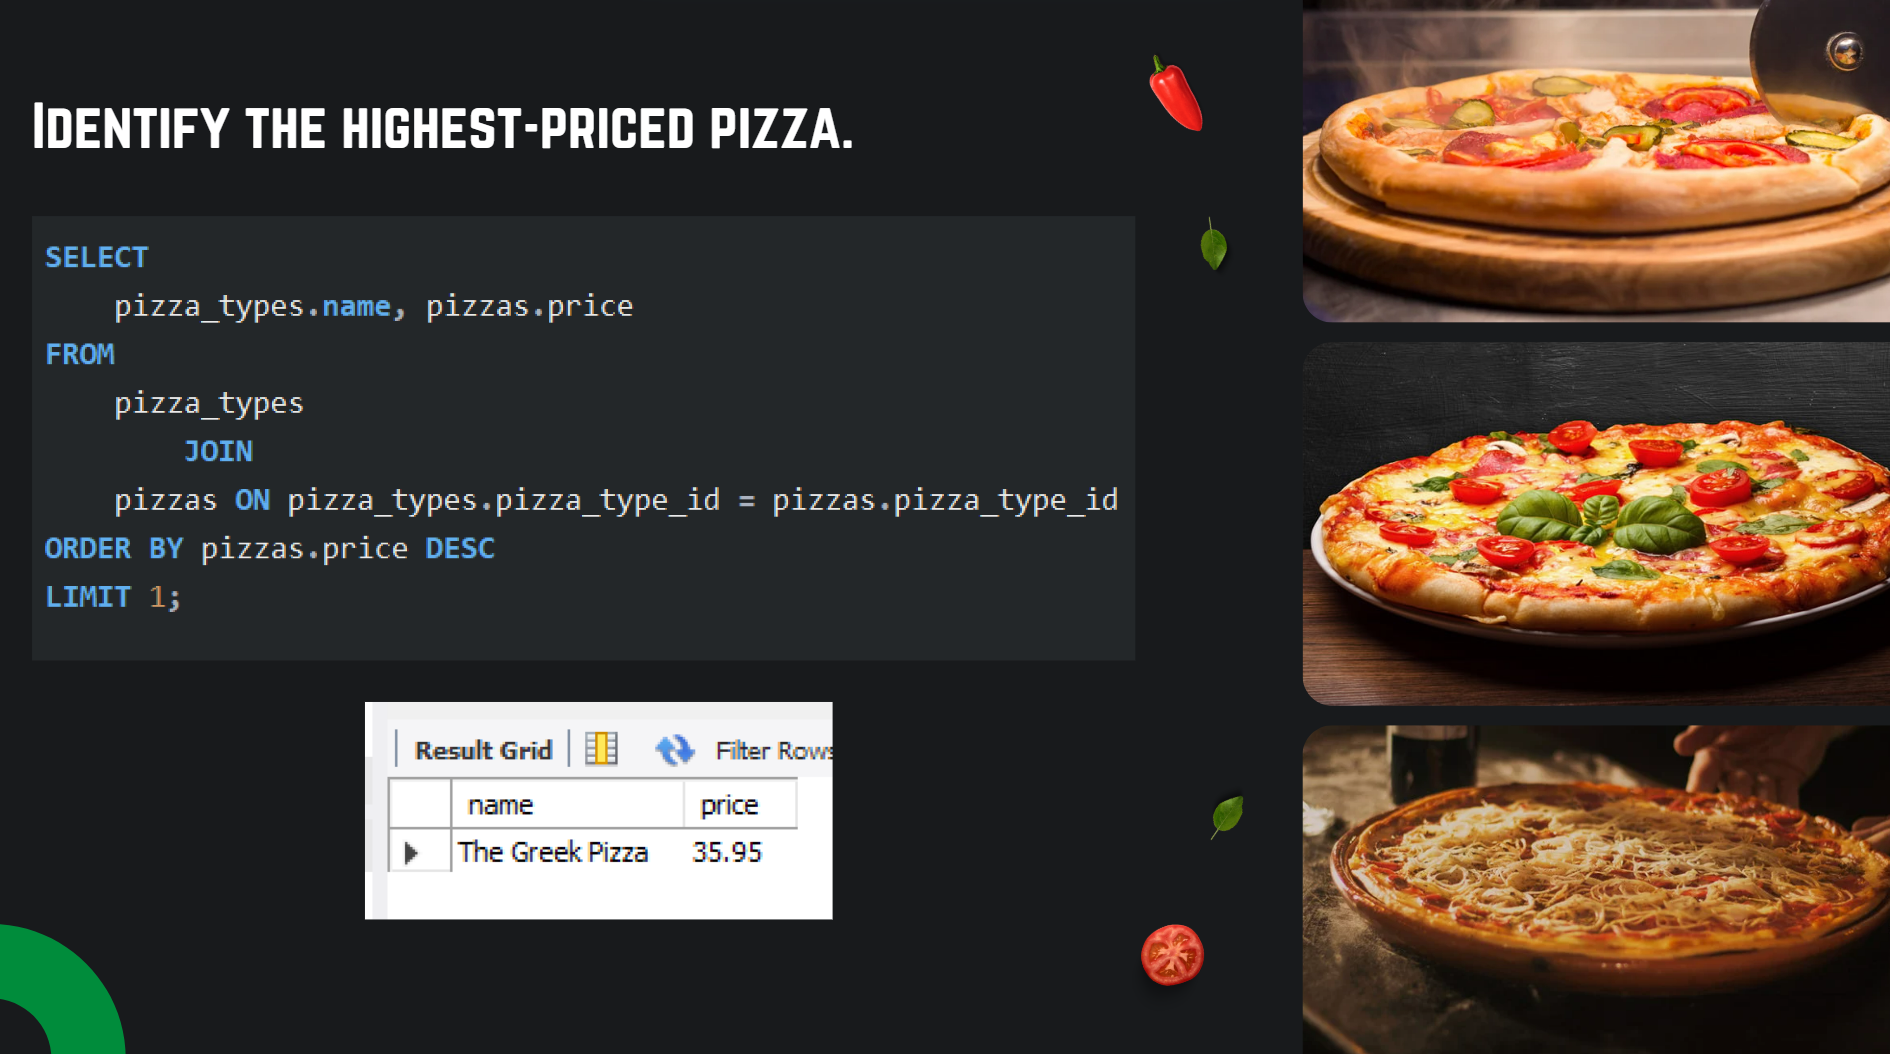 IDENTIFY THE HIGHEST-PRICED PIZZA.
SELECT
pizza_types.name, pizzas.price
FROM
pizza_types
JOIN
pizzas ON pizza_types.pizza_type_id = pizzas.pizza_type_id
ORDER BY pizzas.price DESC
LIMIT 1;
Result Grid Filter Rows
name price
The Greek Pizza 35.95